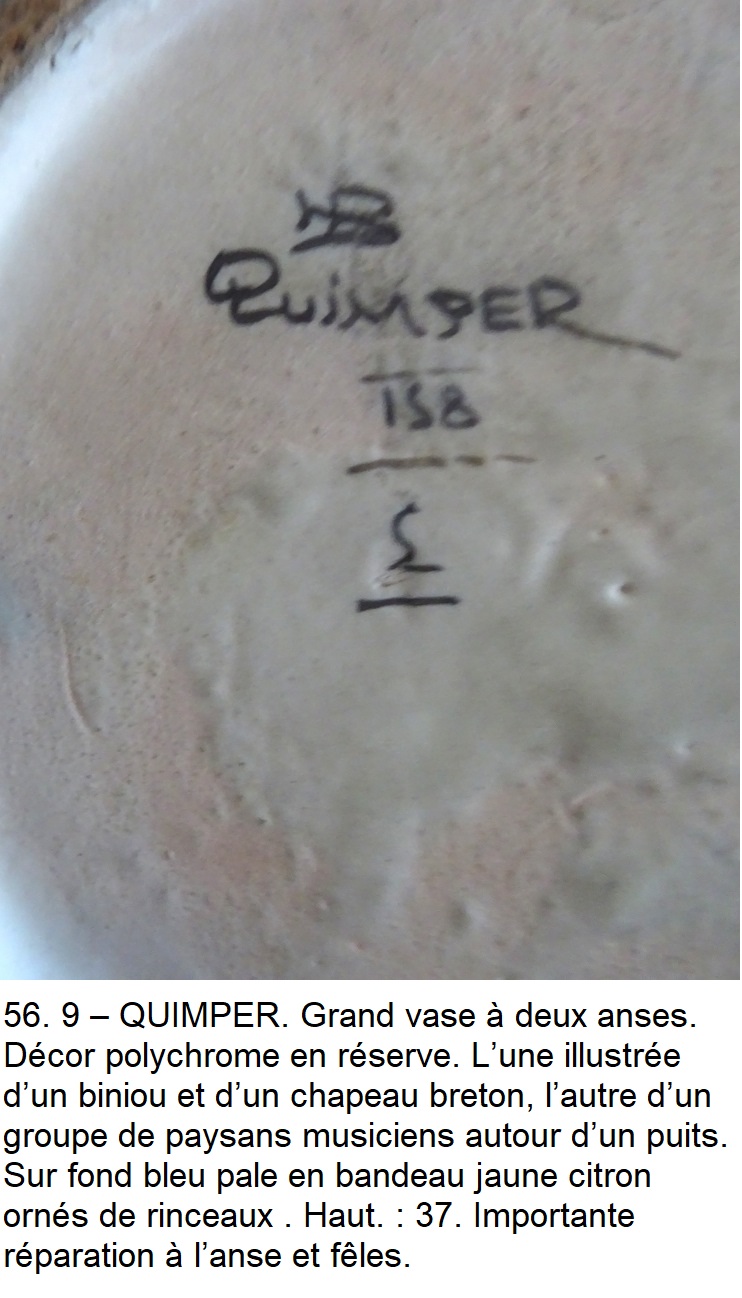 HB
QUIMPER
158
56. 9 – QUIMPER. Grand vase à deux anses.
Décor polychrome en réserve. L’une illustrée
d’un biniou et d’un chapeau breton, l’autre d’un
groupe de paysans musiciens autour d’un puits.
Sur fond bleu pale en bandeau jaune citron
ornés de rinceaux . Haut. : 37. Importante
réparation à l’anse et fêles.